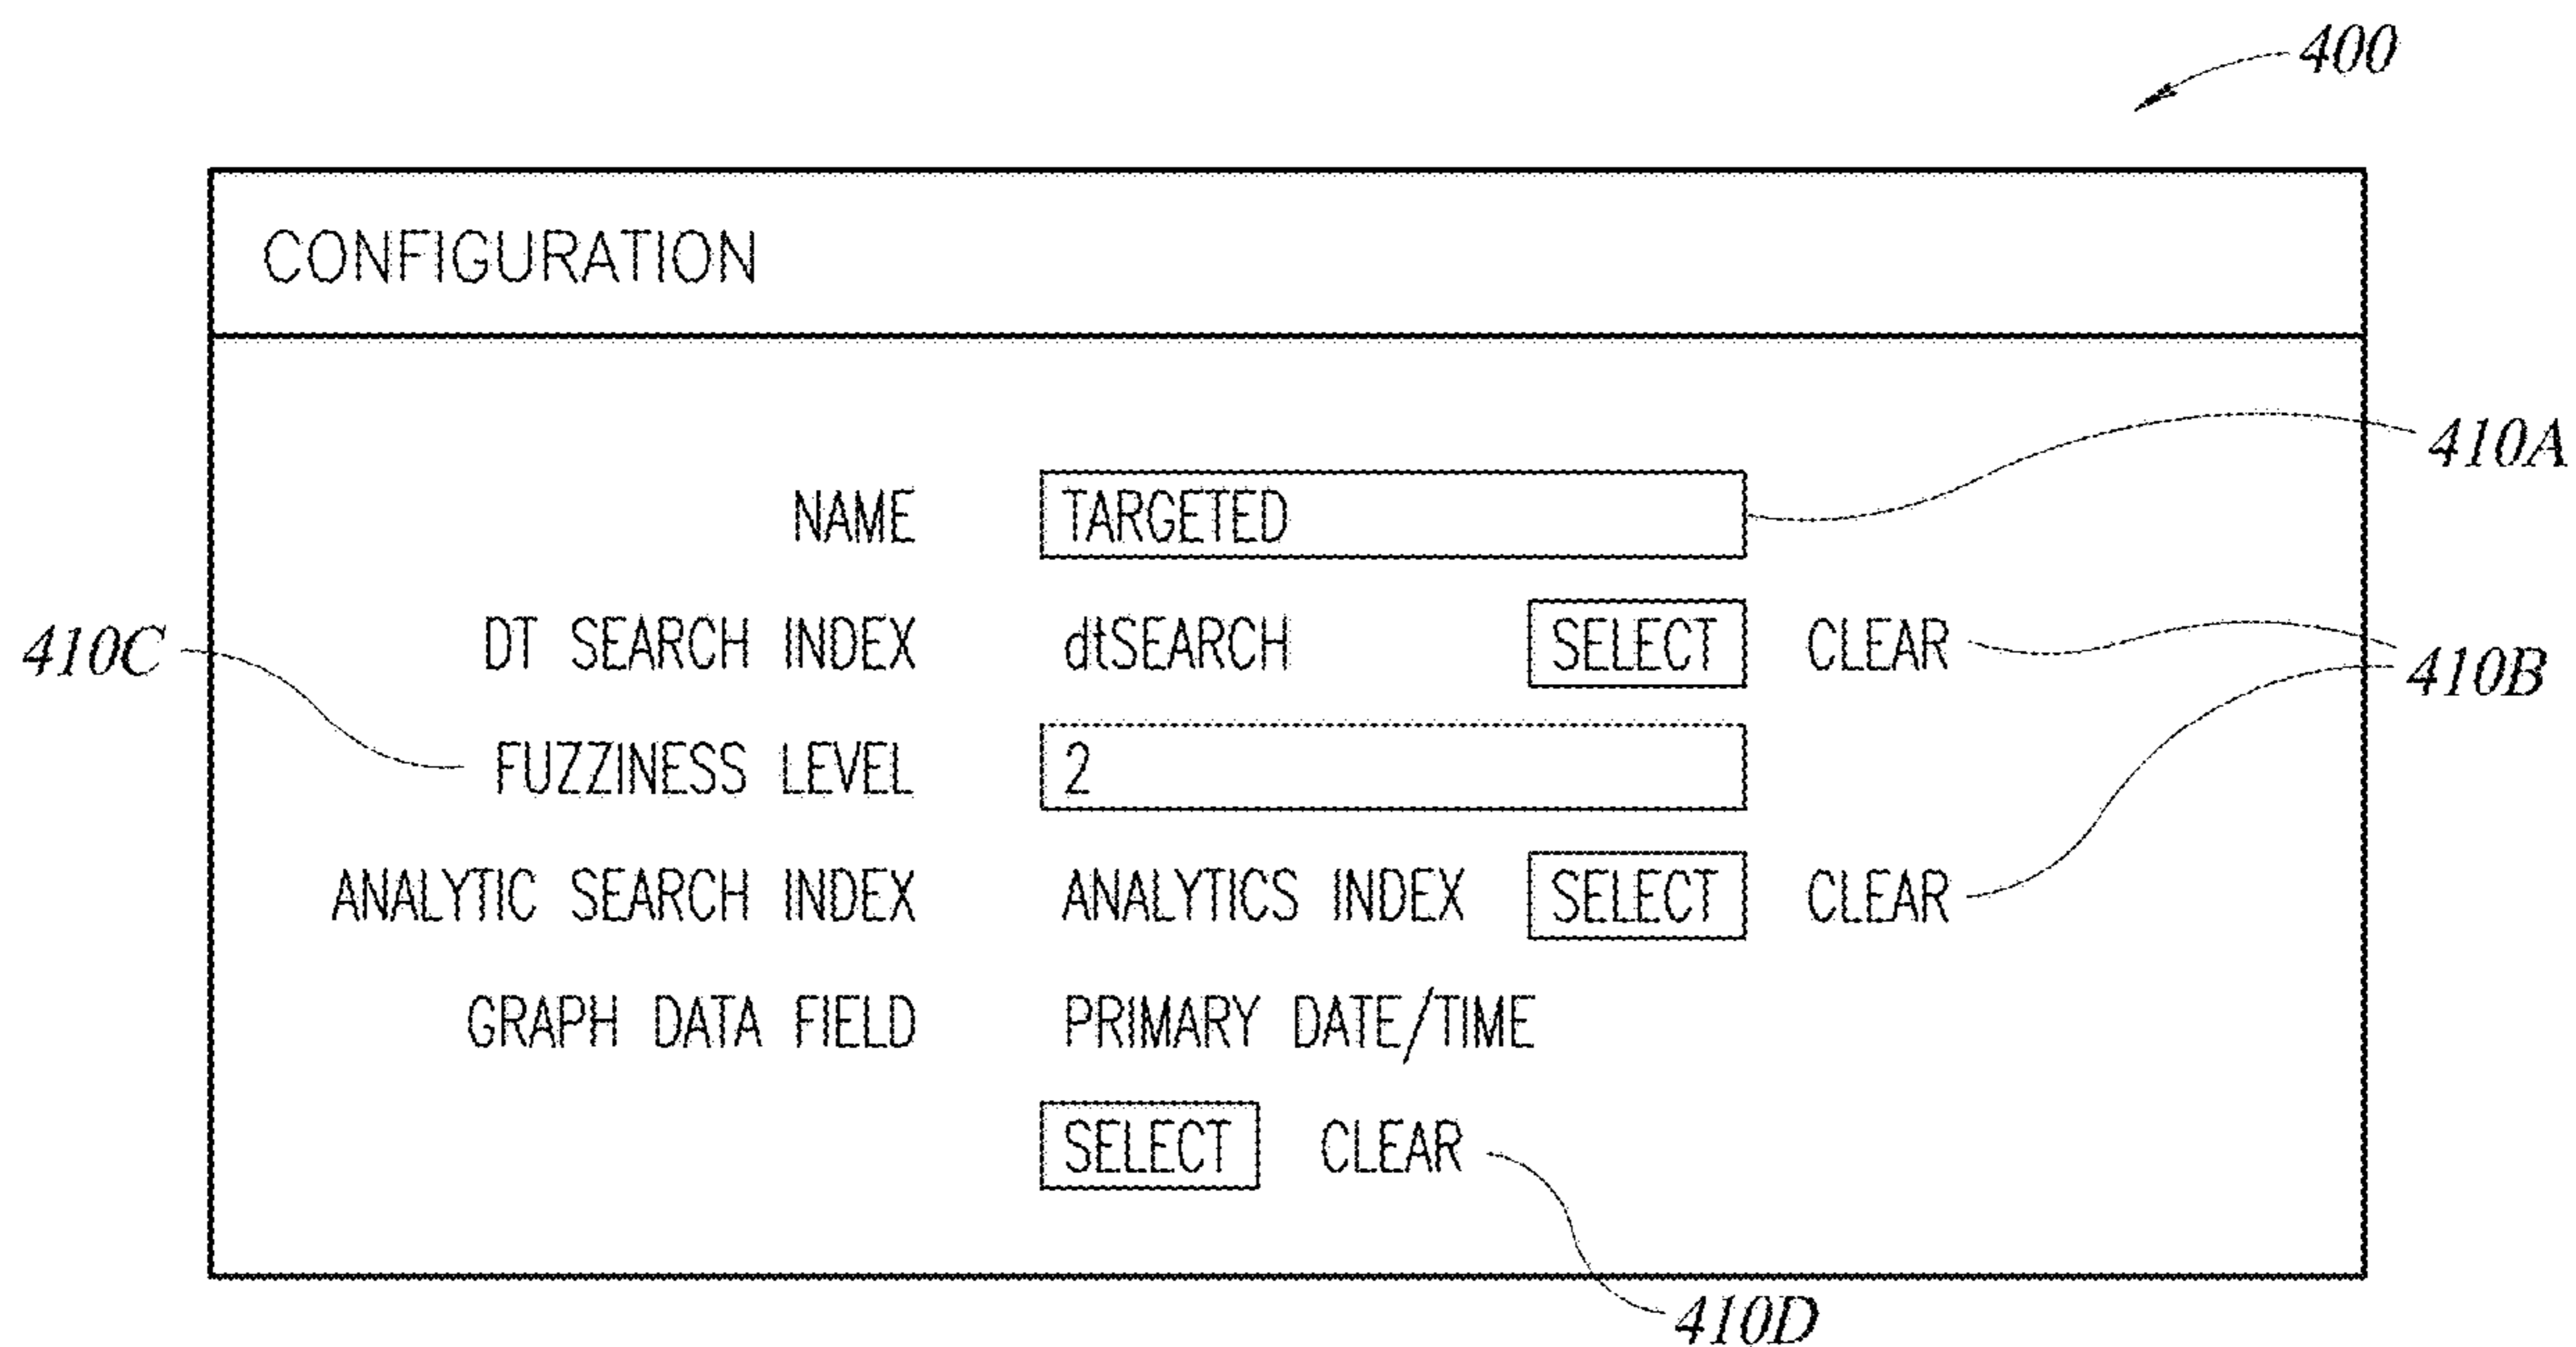 400
CONFIGURATION
410A
NAME TARGETED
410C DT SEARCH INDEX dtSEARCH SELECT CLEAR 410B
FUZZINESS LEVEL 2
ANALYTIC SEARCH INDEX ANALYTICS INDEX SELECT CLEAR
GRAPH DATA FIELD PRIMARY DATE/TIME
SELECT CLEAR
410D